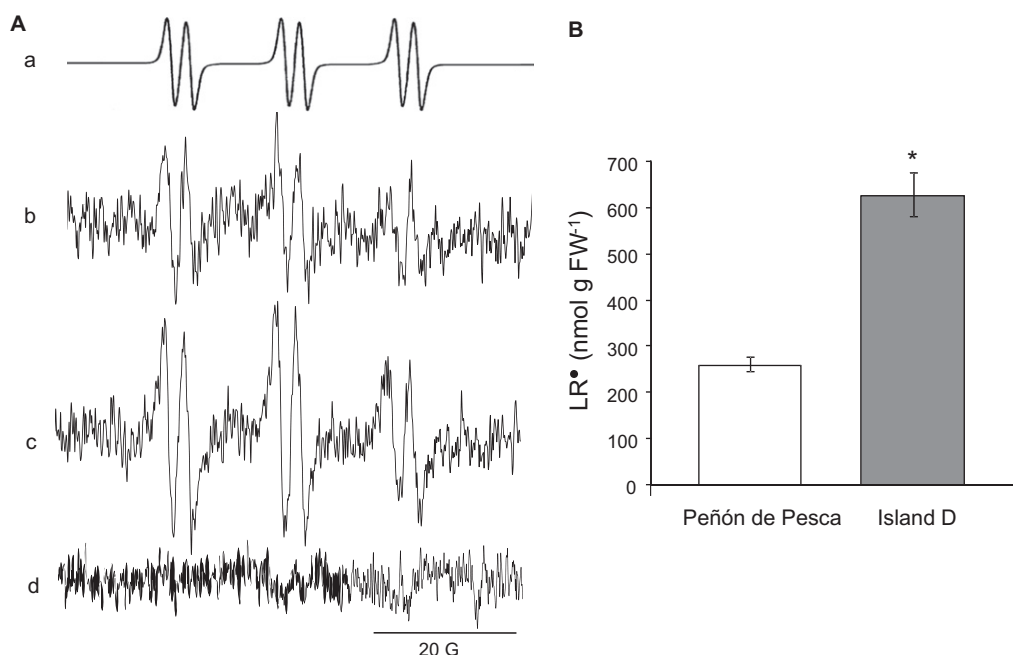 A
a
b
c
d
20 G
B
LR• (nmol g FW-1)
700
600
500
400
300
200
100
0
*
Peñón de Pesca
Island D